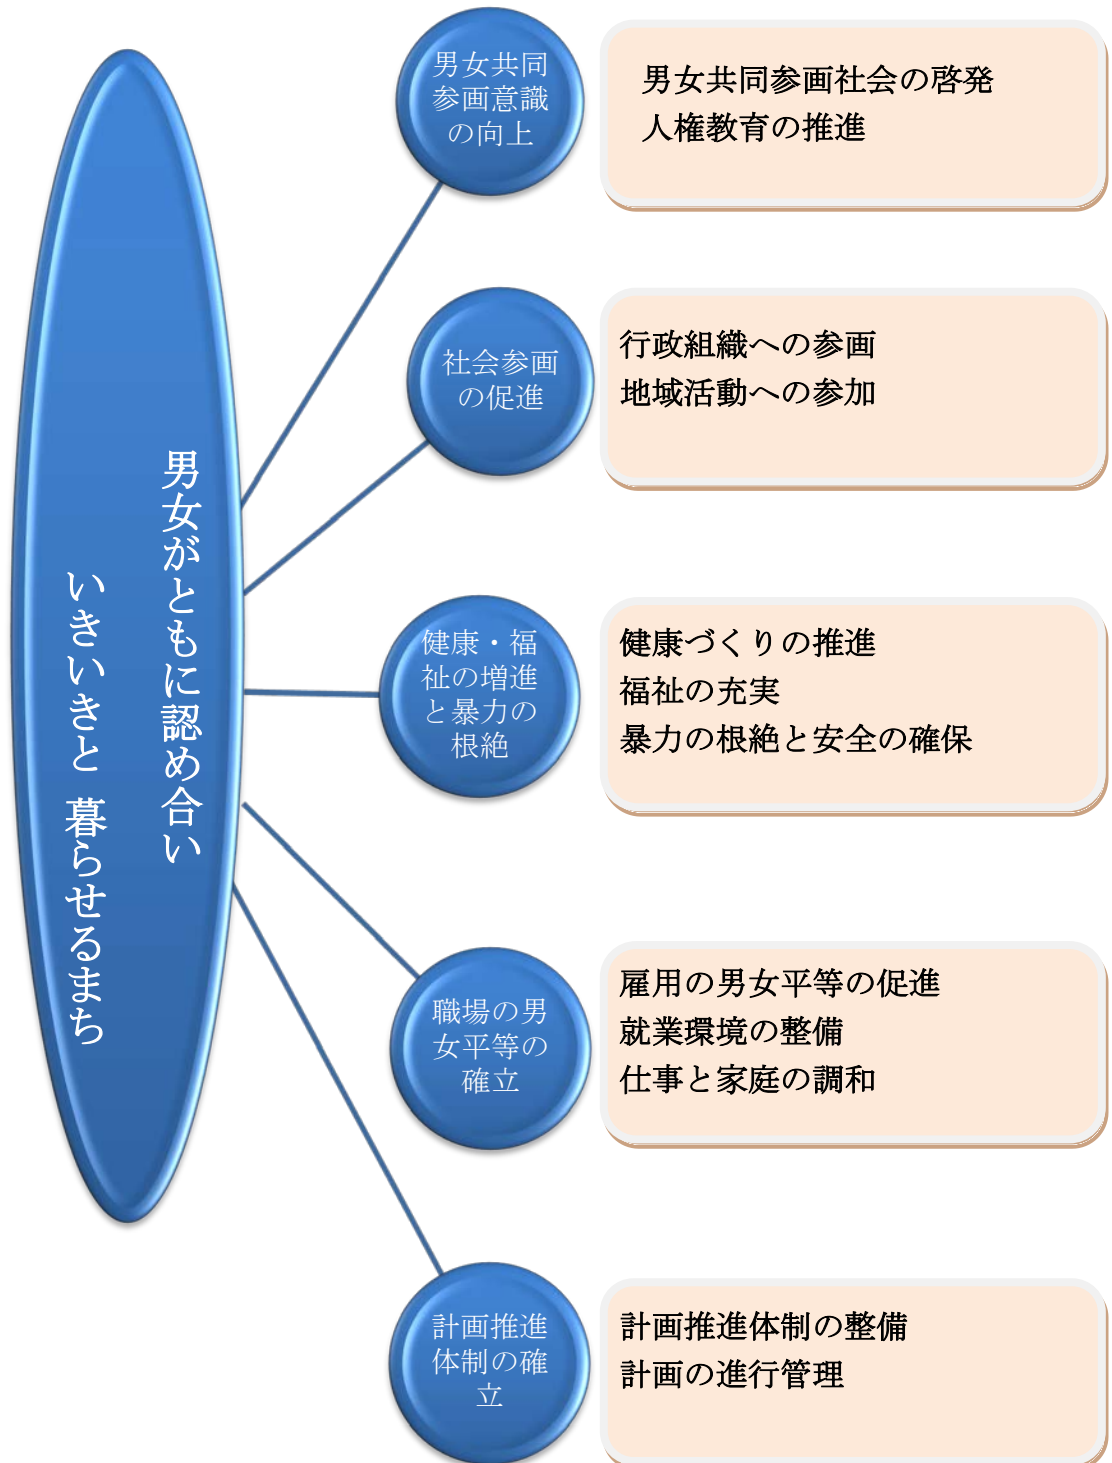 男女がともに認め合い
いきいきと 暮らせるまち
男女共同
参画意識
の向上
男女共同参画社会の啓発
人権教育の推進
社会参画
の促進
行政組織への参画
地域活動への参加
健康・福
祉の増進
と暴力の
根絶
健康づくりの推進
福祉の充実
暴力の根絶と安全の確保
職場の男
女平等の
確立
雇用の男女平等の促進
就業環境の整備
仕事と家庭の調和
計画推進
体制の確
立
計画推進体制の整備
計画の進行管理